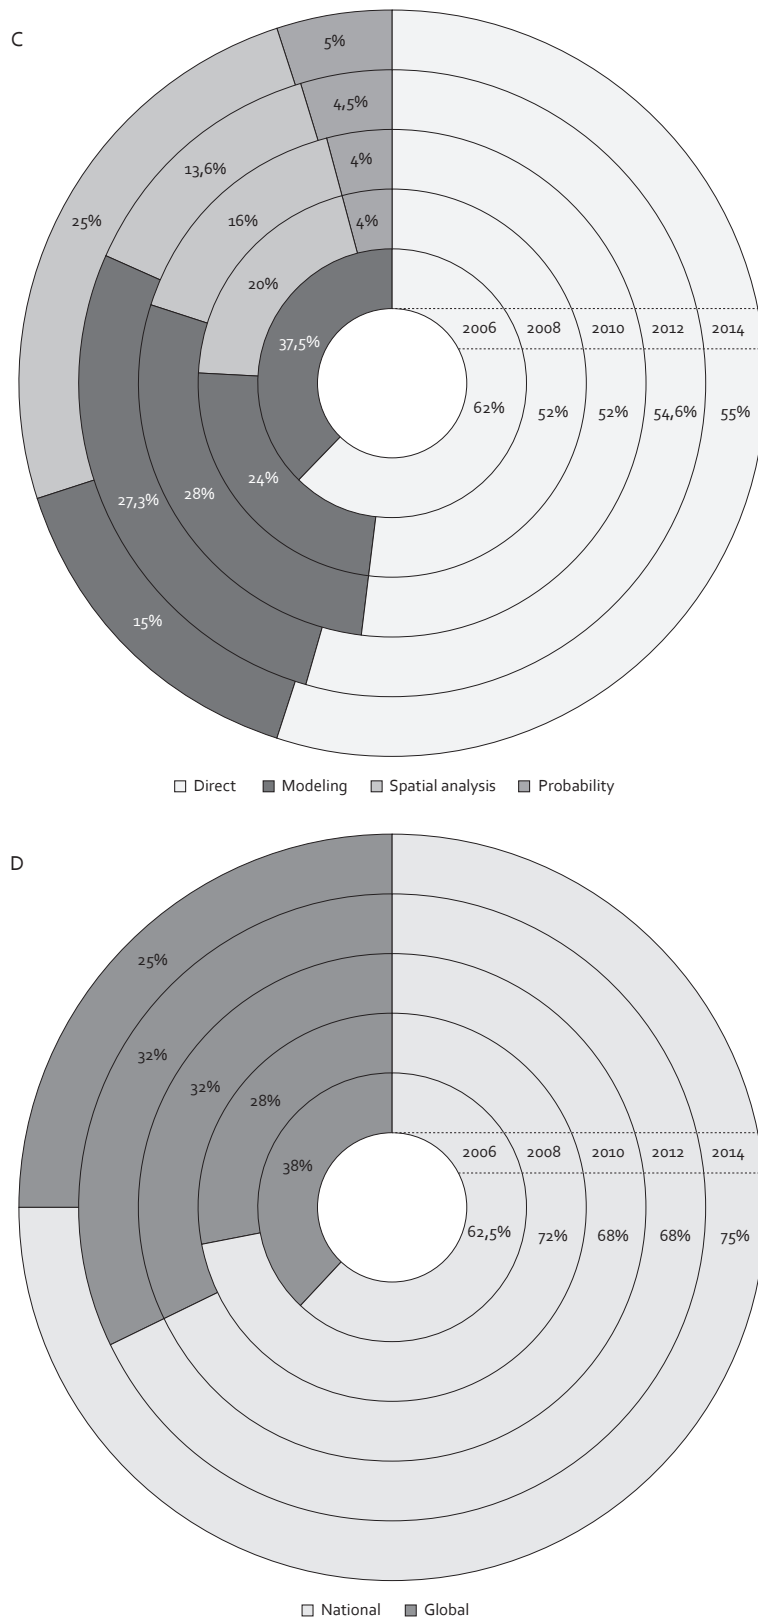 C
5%
4,5%
4%
13,6%
16%
25%
4%
20%
2006 2008 2010 2012 2014
37,5%
62% 52% 52% 54,6% 55%
24%
28%
27,3%
15%
Direct Modeling Spatial analysis Probability
D
25%
32%
32%
28%
2006 2008 2010 2012 2014
38%
62,5% 72% 68% 68% 75%
National Global